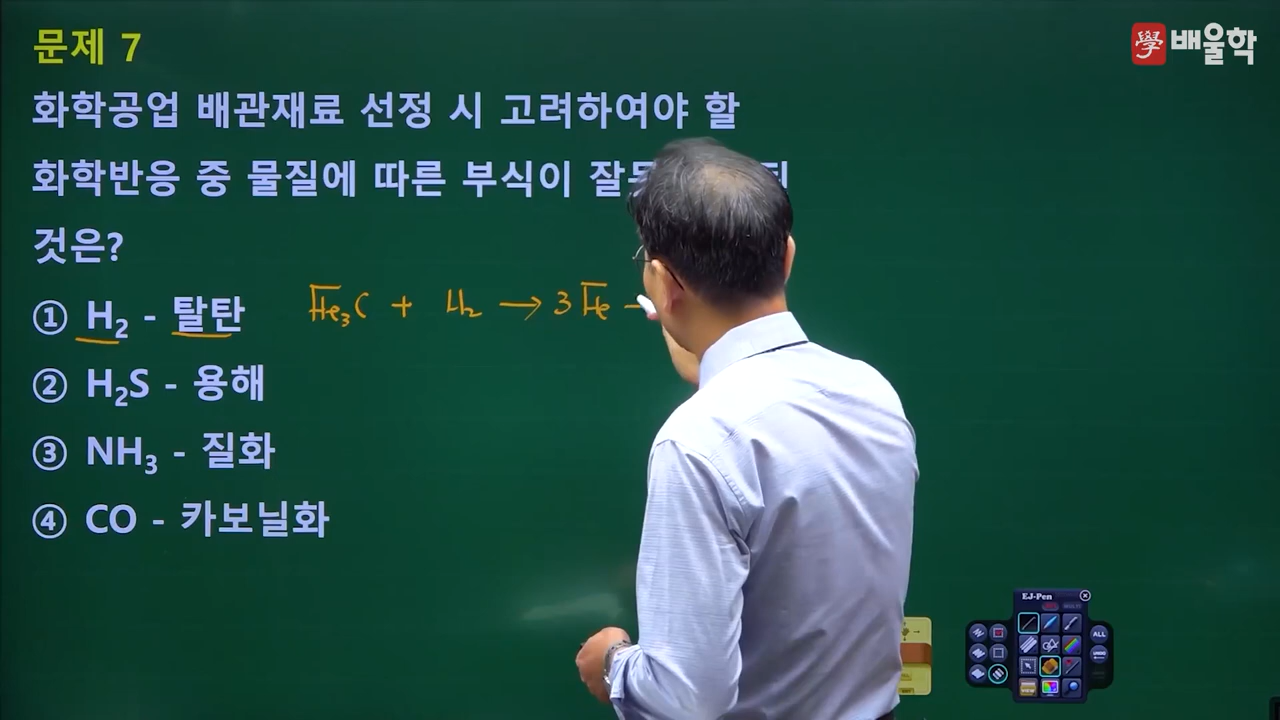 문제 7
學 배울학
화학공업 배관재료 선정 시 고려하여야 할
화학반응 중 물질에 따른 부식이
것은?
① H₂ - 탈탄
Fe₃C + H₂ → 3Fe
② H₂S - 용해
③ NH₃ - 질화
④ CO - 카보닐화
EJ-Pen
ALL
UNDO